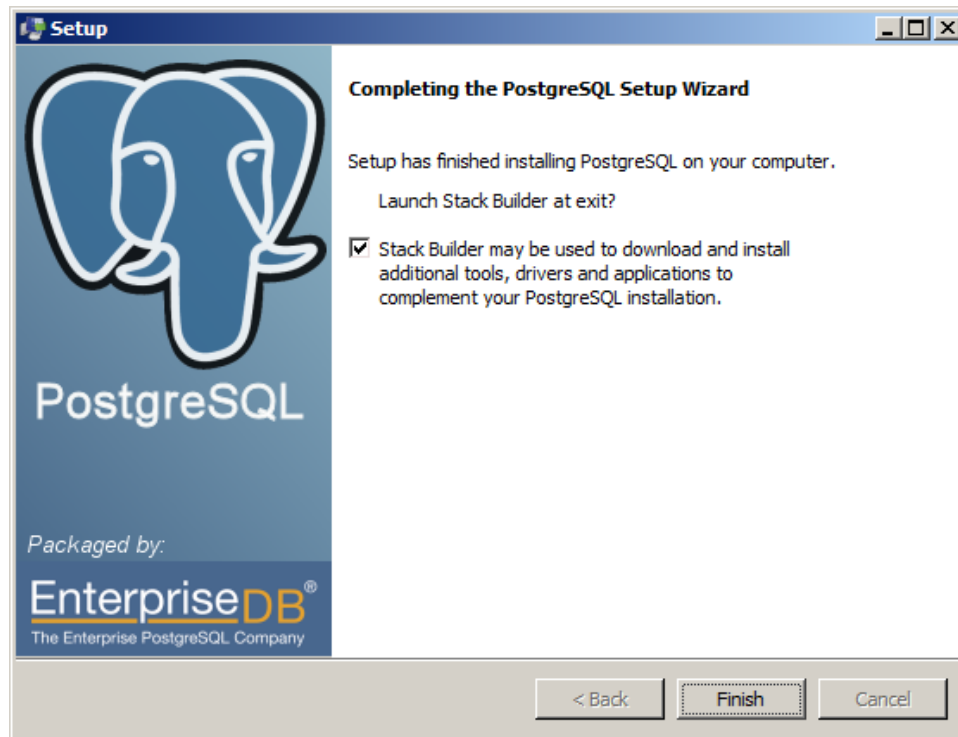 Setup
Completing the PostgreSQL Setup Wizard
Setup has finished installing PostgreSQL on your computer.
Launch Stack Builder at exit?
Stack Builder may be used to download and install
additional tools, drivers and applications to
complement your PostgreSQL installation.
PostgreSQL
Packaged by:
EnterpriseDB®
The Enterprise PostgreSQL Company
< Back
Finish
Cancel